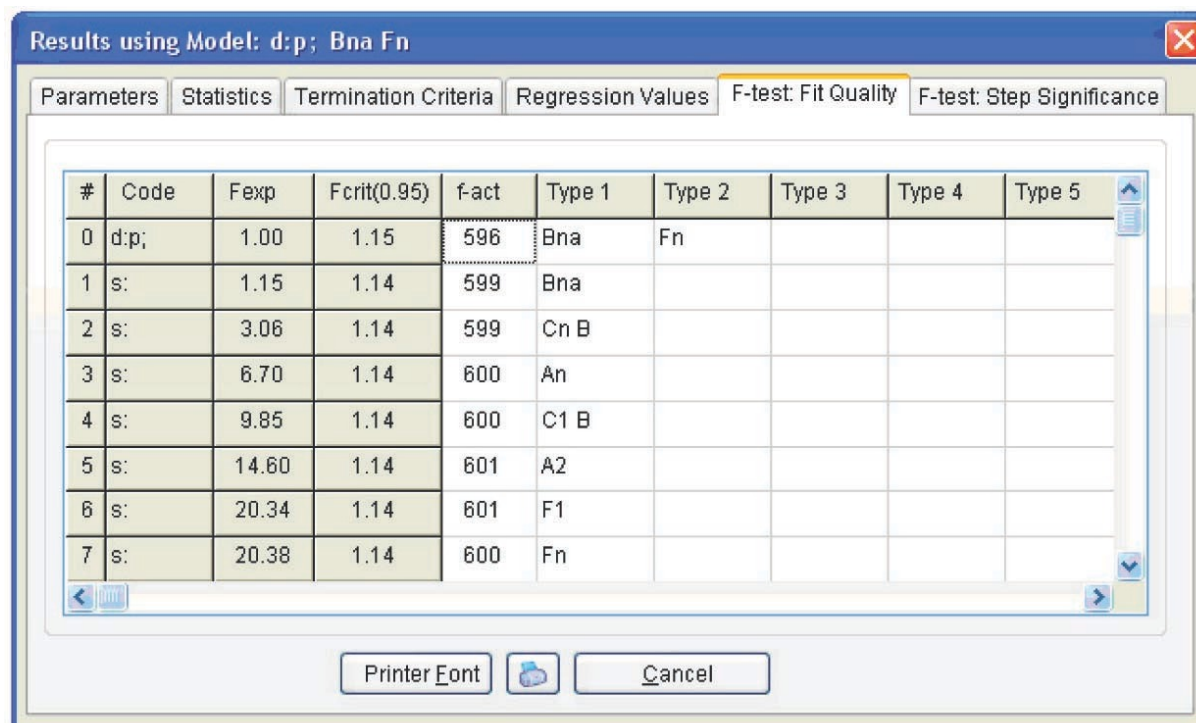 Results using Model: d:p; Bna Fn
Parameters Statistics Termination Criteria Regression Values F-test: Fit Quality F-test: Step Significance
# Code Fexp Fcrit(0.95) f-act Type 1 Type 2 Type 3 Type 4 Type 5
0 d:p; 1.00 1.15 596 Bna Fn
1 s: 1.15 1.14 599 Bna
2 s: 3.06 1.14 599 Cn B
3 s: 6.70 1.14 600 An
4 s: 9.85 1.14 600 C1 B
5 s: 14.60 1.14 601 A2
6 s: 20.34 1.14 601 F1
7 s: 20.38 1.14 600 Fn
Printer Font Cancel